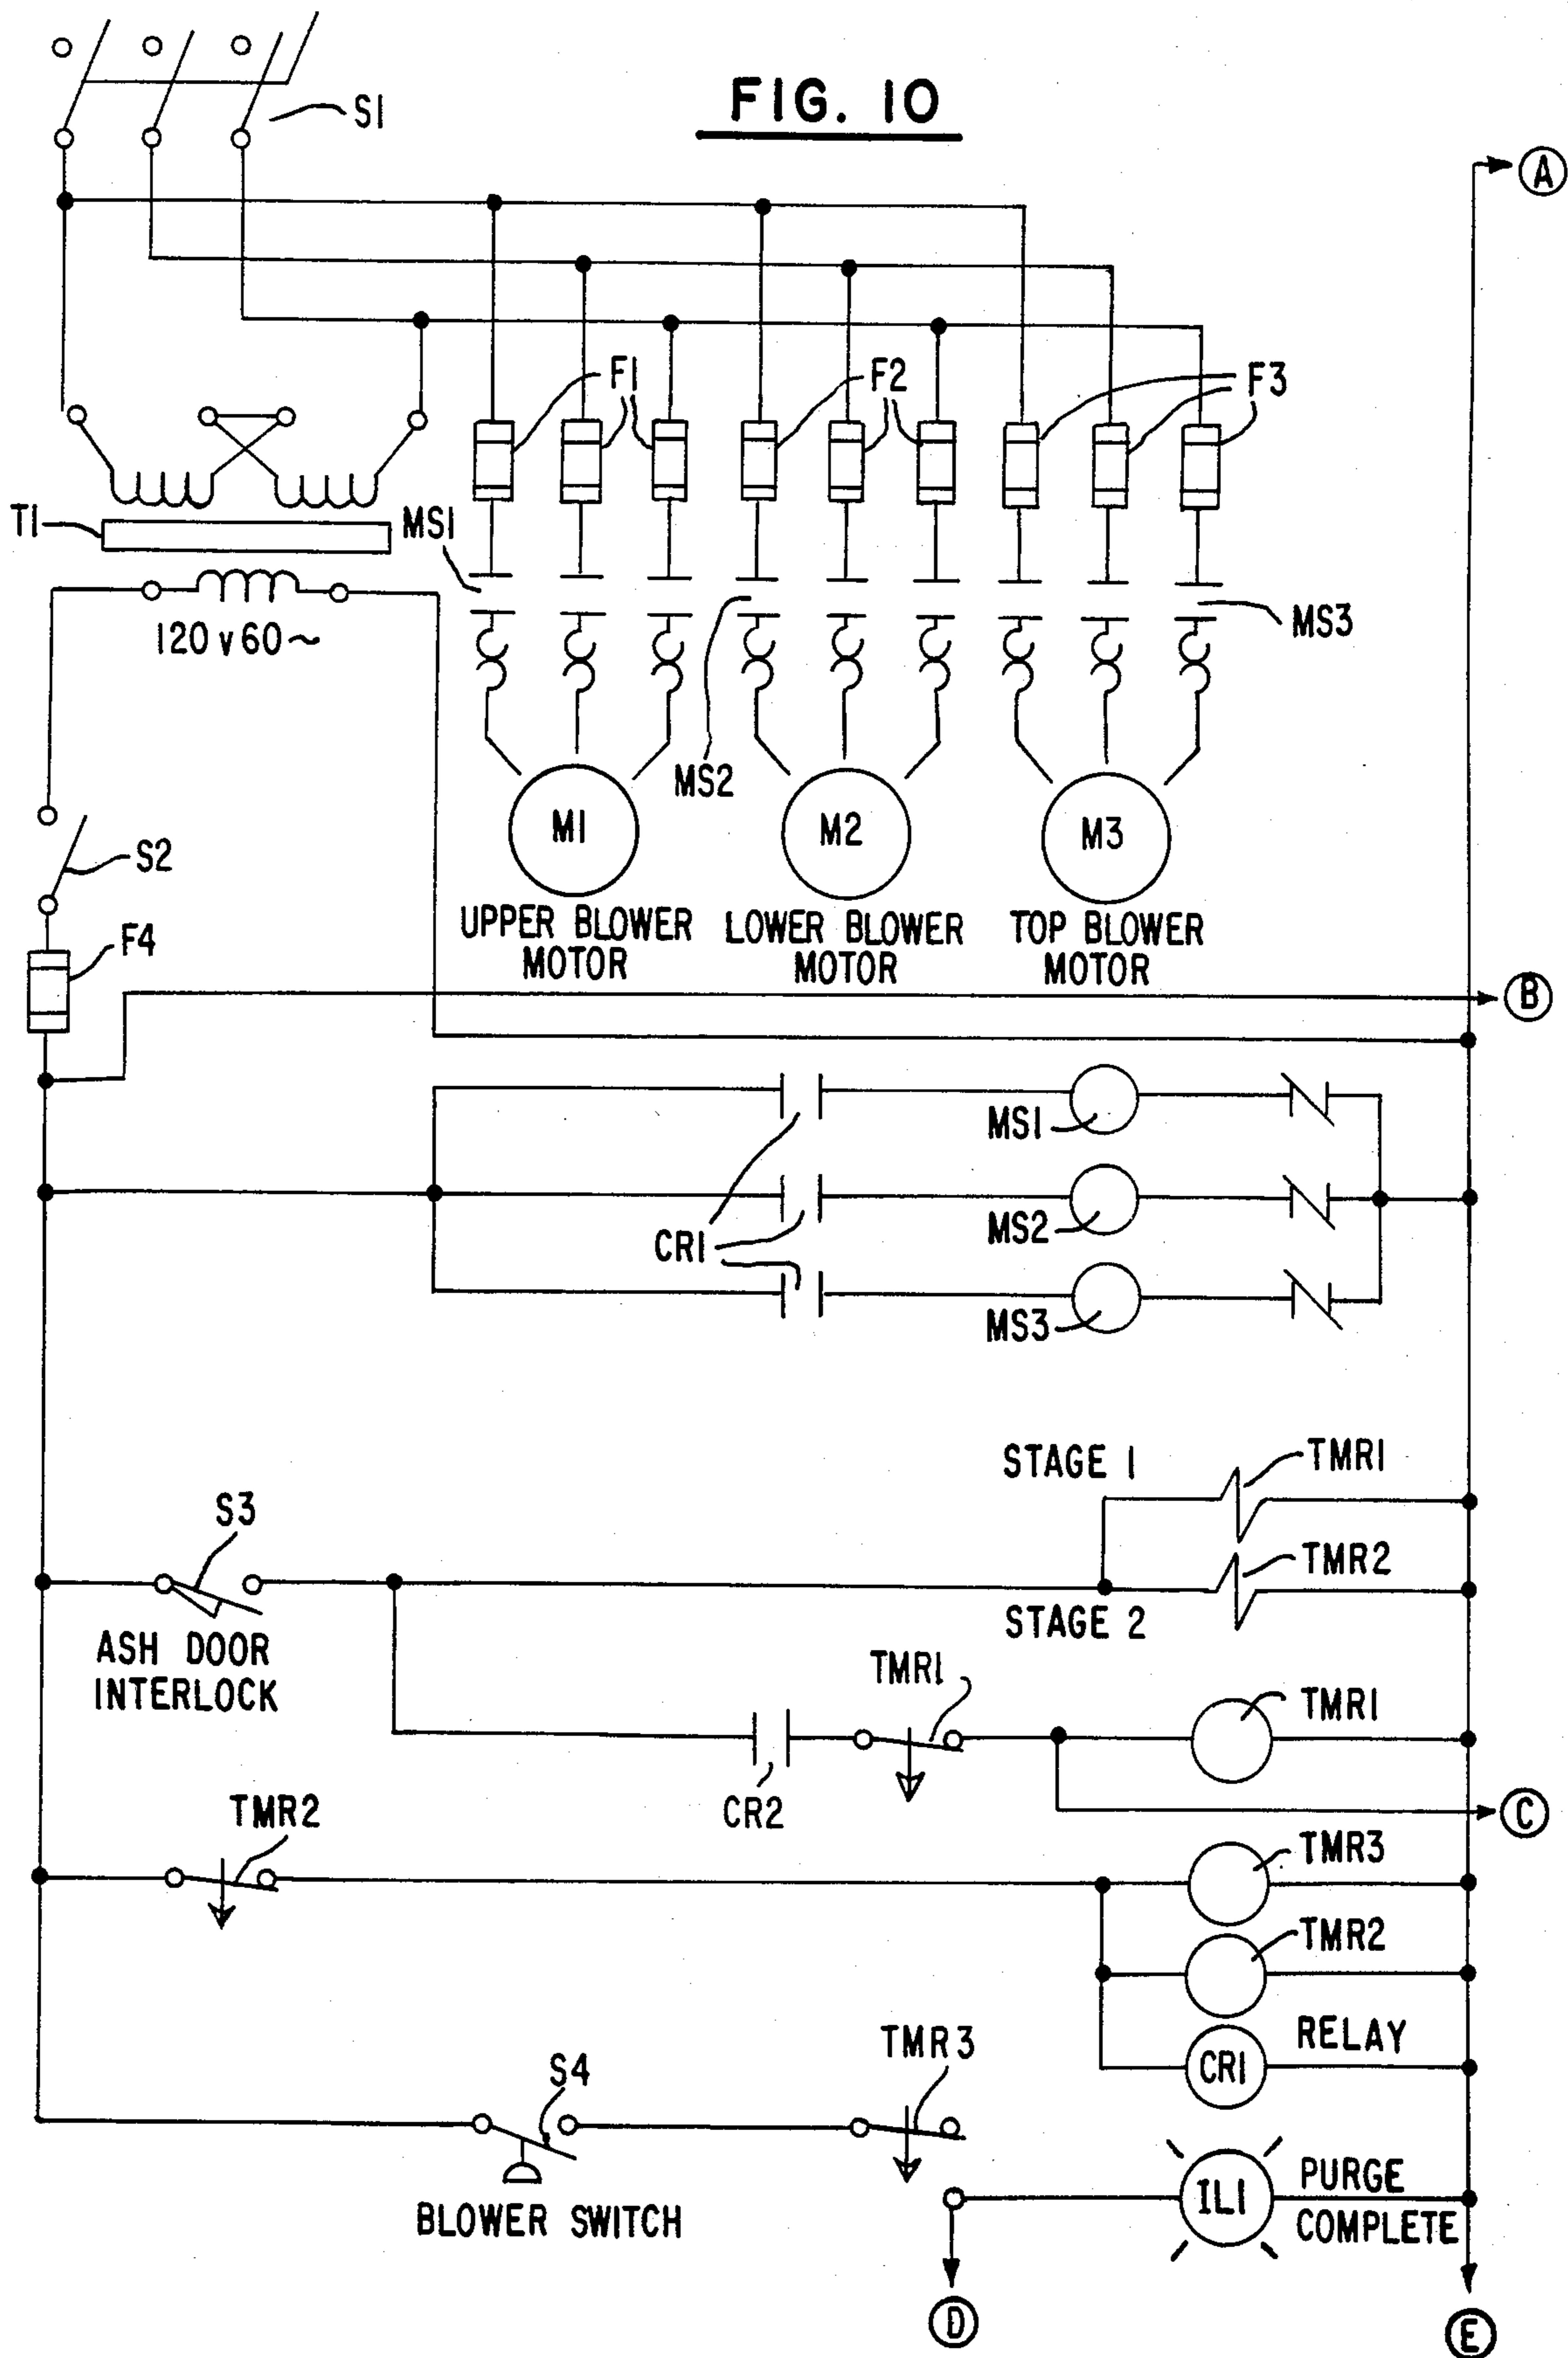 FIG. 10
S1
A
F1
F2
F3
T1
MS1
MS3
120 v 60 ~
MS2
S2
M1
M2
M3
F4
UPPER BLOWER
MOTOR
LOWER BLOWER
MOTOR
TOP BLOWER
MOTOR
B
MS1
CR1
MS2
MS3
STAGE 1
TMR1
S3
TMR2
STAGE 2
ASH DOOR
INTERLOCK
TMR1
TMR1
CR2
C
TMR2
TMR3
TMR2
RELAY
CR1
S4
TMR3
BLOWER SWITCH
IL1
PURGE
COMPLETE
D
E